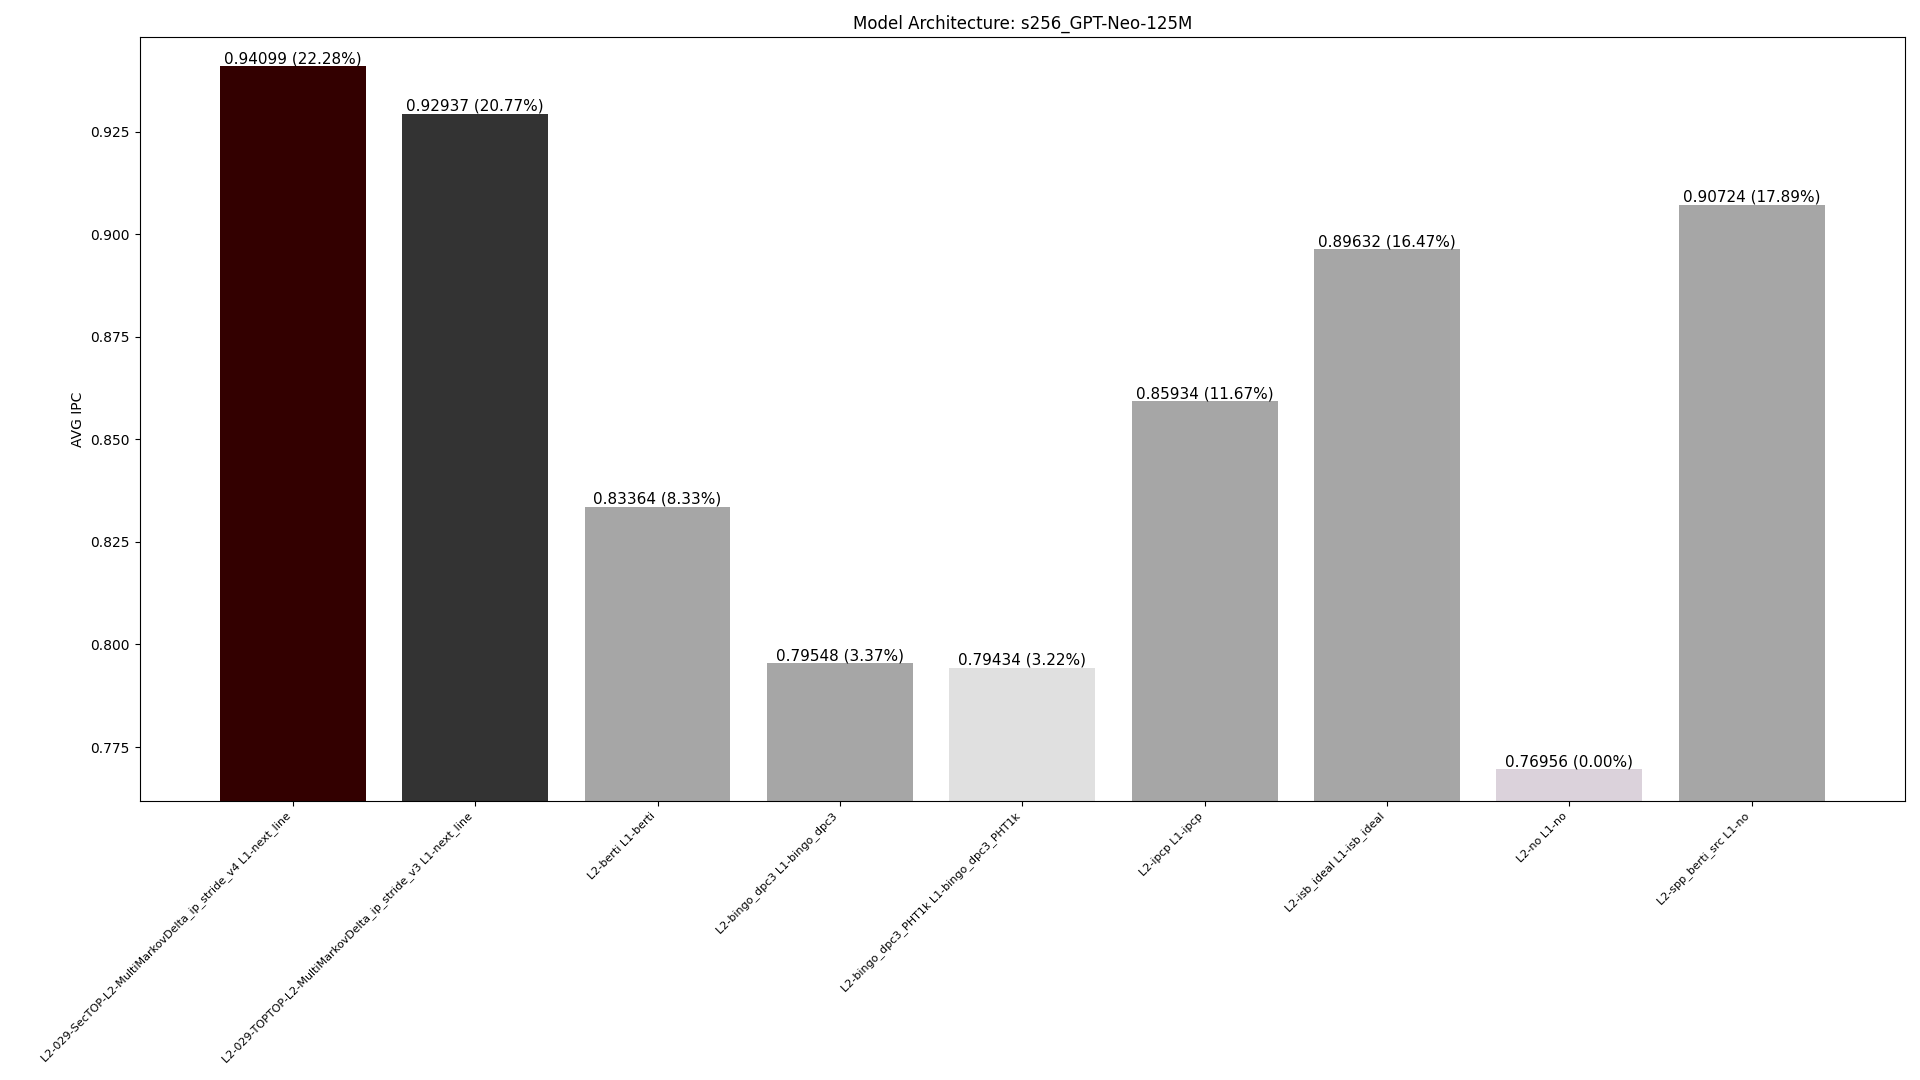 Model Architecture: s256_GPT-Neo-125M
0.94099 (22.28%)
0.92937 (20.77%)
0.83364 (8.33%)
0.79548 (3.37%)
0.79434 (3.22%)
0.85934 (11.67%)
0.89632 (16.47%)
0.76956 (0.00%)
0.90724 (17.89%)
AVG IPC
0.925
0.900
0.875
0.850
0.825
0.800
0.775
L2-029-SecTOP-L2-MultiMarkovDelta_ip_stride_v4 L1-next_line
L2-029-TOPTOP-L2-MultiMarkovDelta_ip_stride_v3 L1-next_line
L2-berti L1-berti
L2-bingo_dpc3 L1-bingo_dpc3
L2-bingo_dpc3_PHT1k L1-bingo_dpc3_PHT1k
L2-ipcp L1-ipcp
L2-isb_ideal L1-isb_ideal
L2-no L1-no
L2-spp_berti_src L1-no